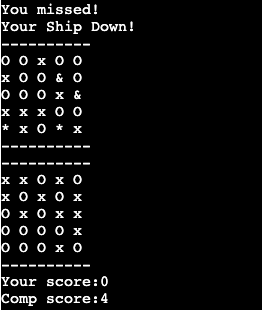 You missed!
Your Ship Down!
----------
O O x O O
x O O & O
O O O x &
x x x O O
* x O * x
----------
----------
x x O x O
x O x O x
O x O x x
O O O O x
O O O x O
----------
Your score:0
Comp score:4